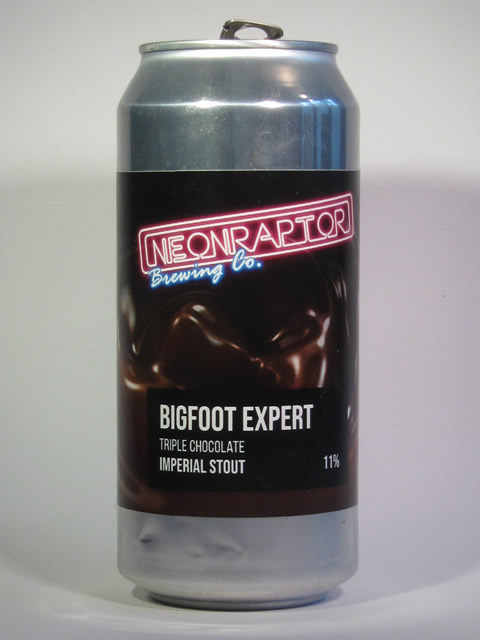 NEONRAPTOR
Brewing Co.
BIGFOOT EXPERT
TRIPLE CHOCOLATE
IMPERIAL STOUT
11%